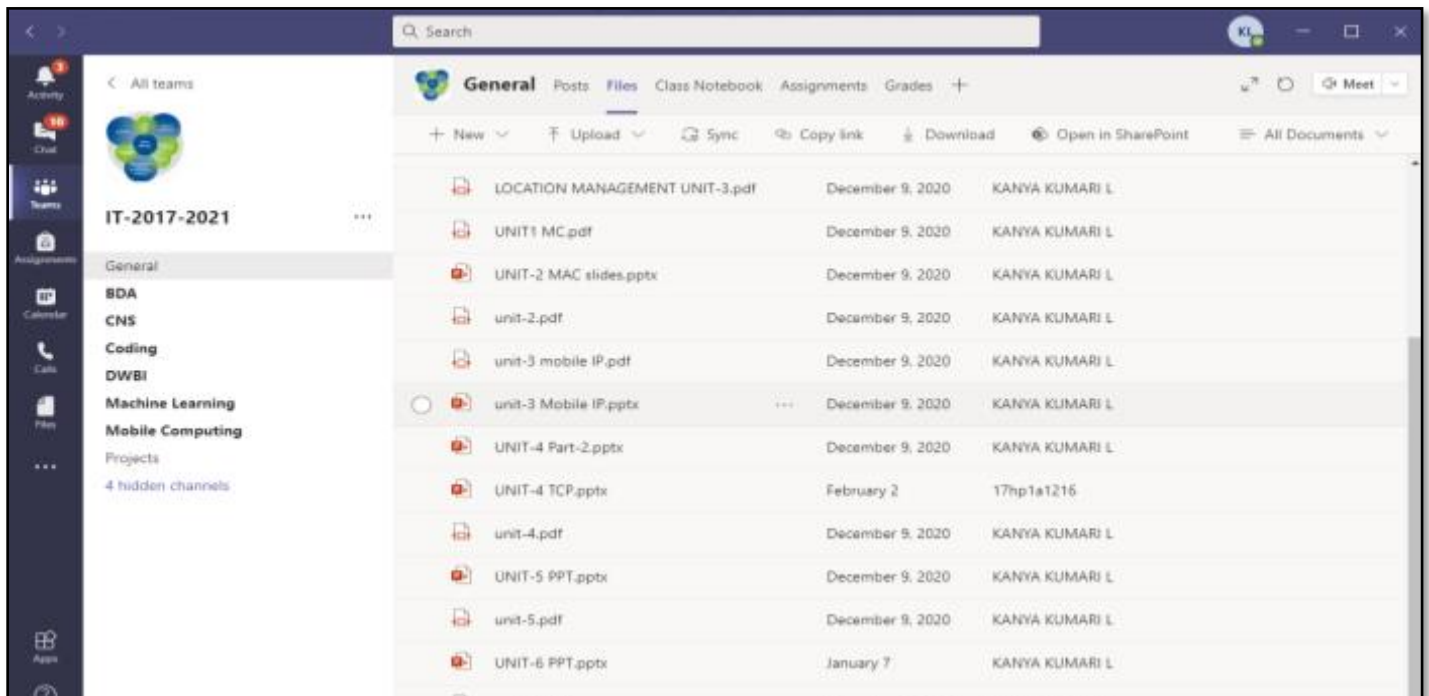 Search
KL
3
Activity
Chat
Teams
Assignments
Calendar
Calls
Files
Apps
All teams
IT-2017-2021
General
BDA
CNS
Coding
DWBI
Machine Learning
Mobile Computing
Projects
4 hidden channels
General Posts Files Class Notebook Assignments Grades
Meet
New Upload Sync Copy link Download Open in SharePoint All Documents
LOCATION MANAGEMENT UNIT-3.pdf December 9, 2020 KANYA KUMARI L
UNIT1 MC.pdf December 9, 2020 KANYA KUMARI L
UNIT-2 MAC slides.pptx December 9, 2020 KANYA KUMARI L
unit-2.pdf December 9, 2020 KANYA KUMARI L
unit-3 mobile IP.pdf December 9, 2020 KANYA KUMARI L
unit-3 Mobile IP.pptx December 9, 2020 KANYA KUMARI L
UNIT-4 Part-2.pptx December 9, 2020 KANYA KUMARI L
UNIT-4 TCP.pptx February 2 17hp1a1216
unit-4.pdf December 9, 2020 KANYA KUMARI L
UNIT-5 PPT.pptx December 9, 2020 KANYA KUMARI L
unit-5.pdf December 9, 2020 KANYA KUMARI L
UNIT-6 PPT.pptx January 7 KANYA KUMARI L